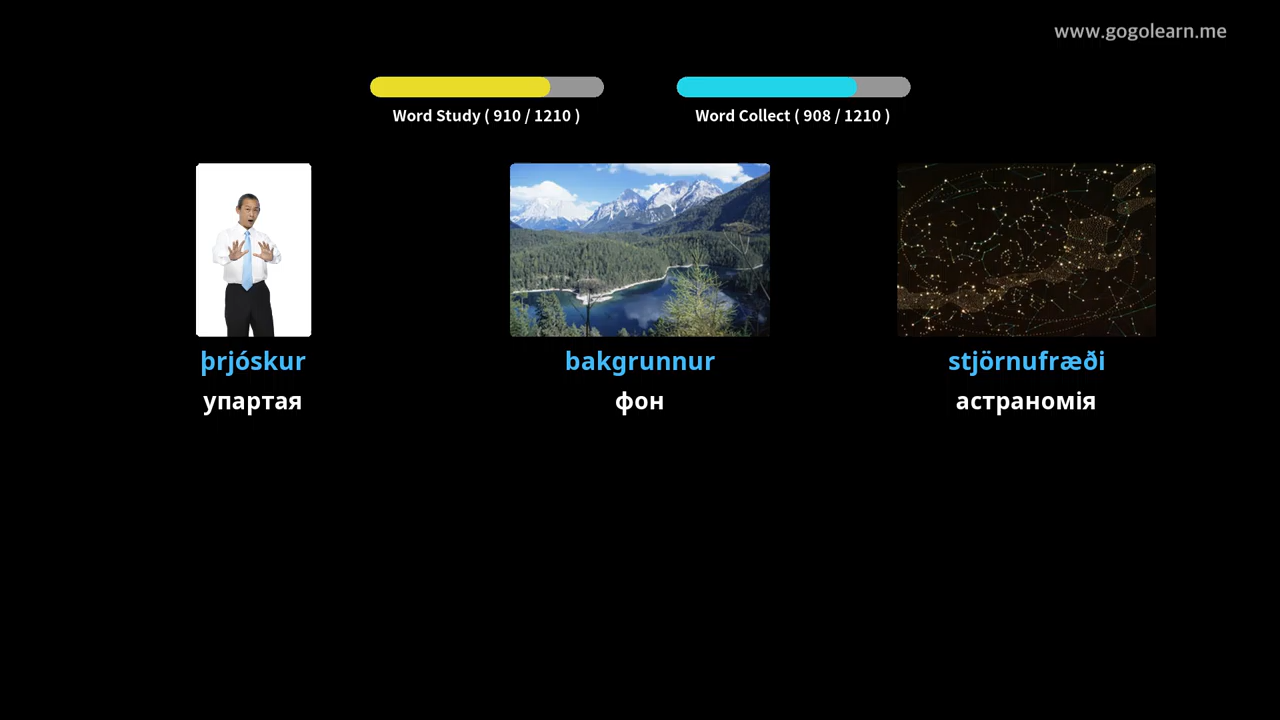 www.gogolearn.me
Word Study ( 910 / 1210 )
Word Collect ( 908 / 1210 )
þrjóskur
bakgrunnur
stjörnufræði
упартая
фон
астраномія